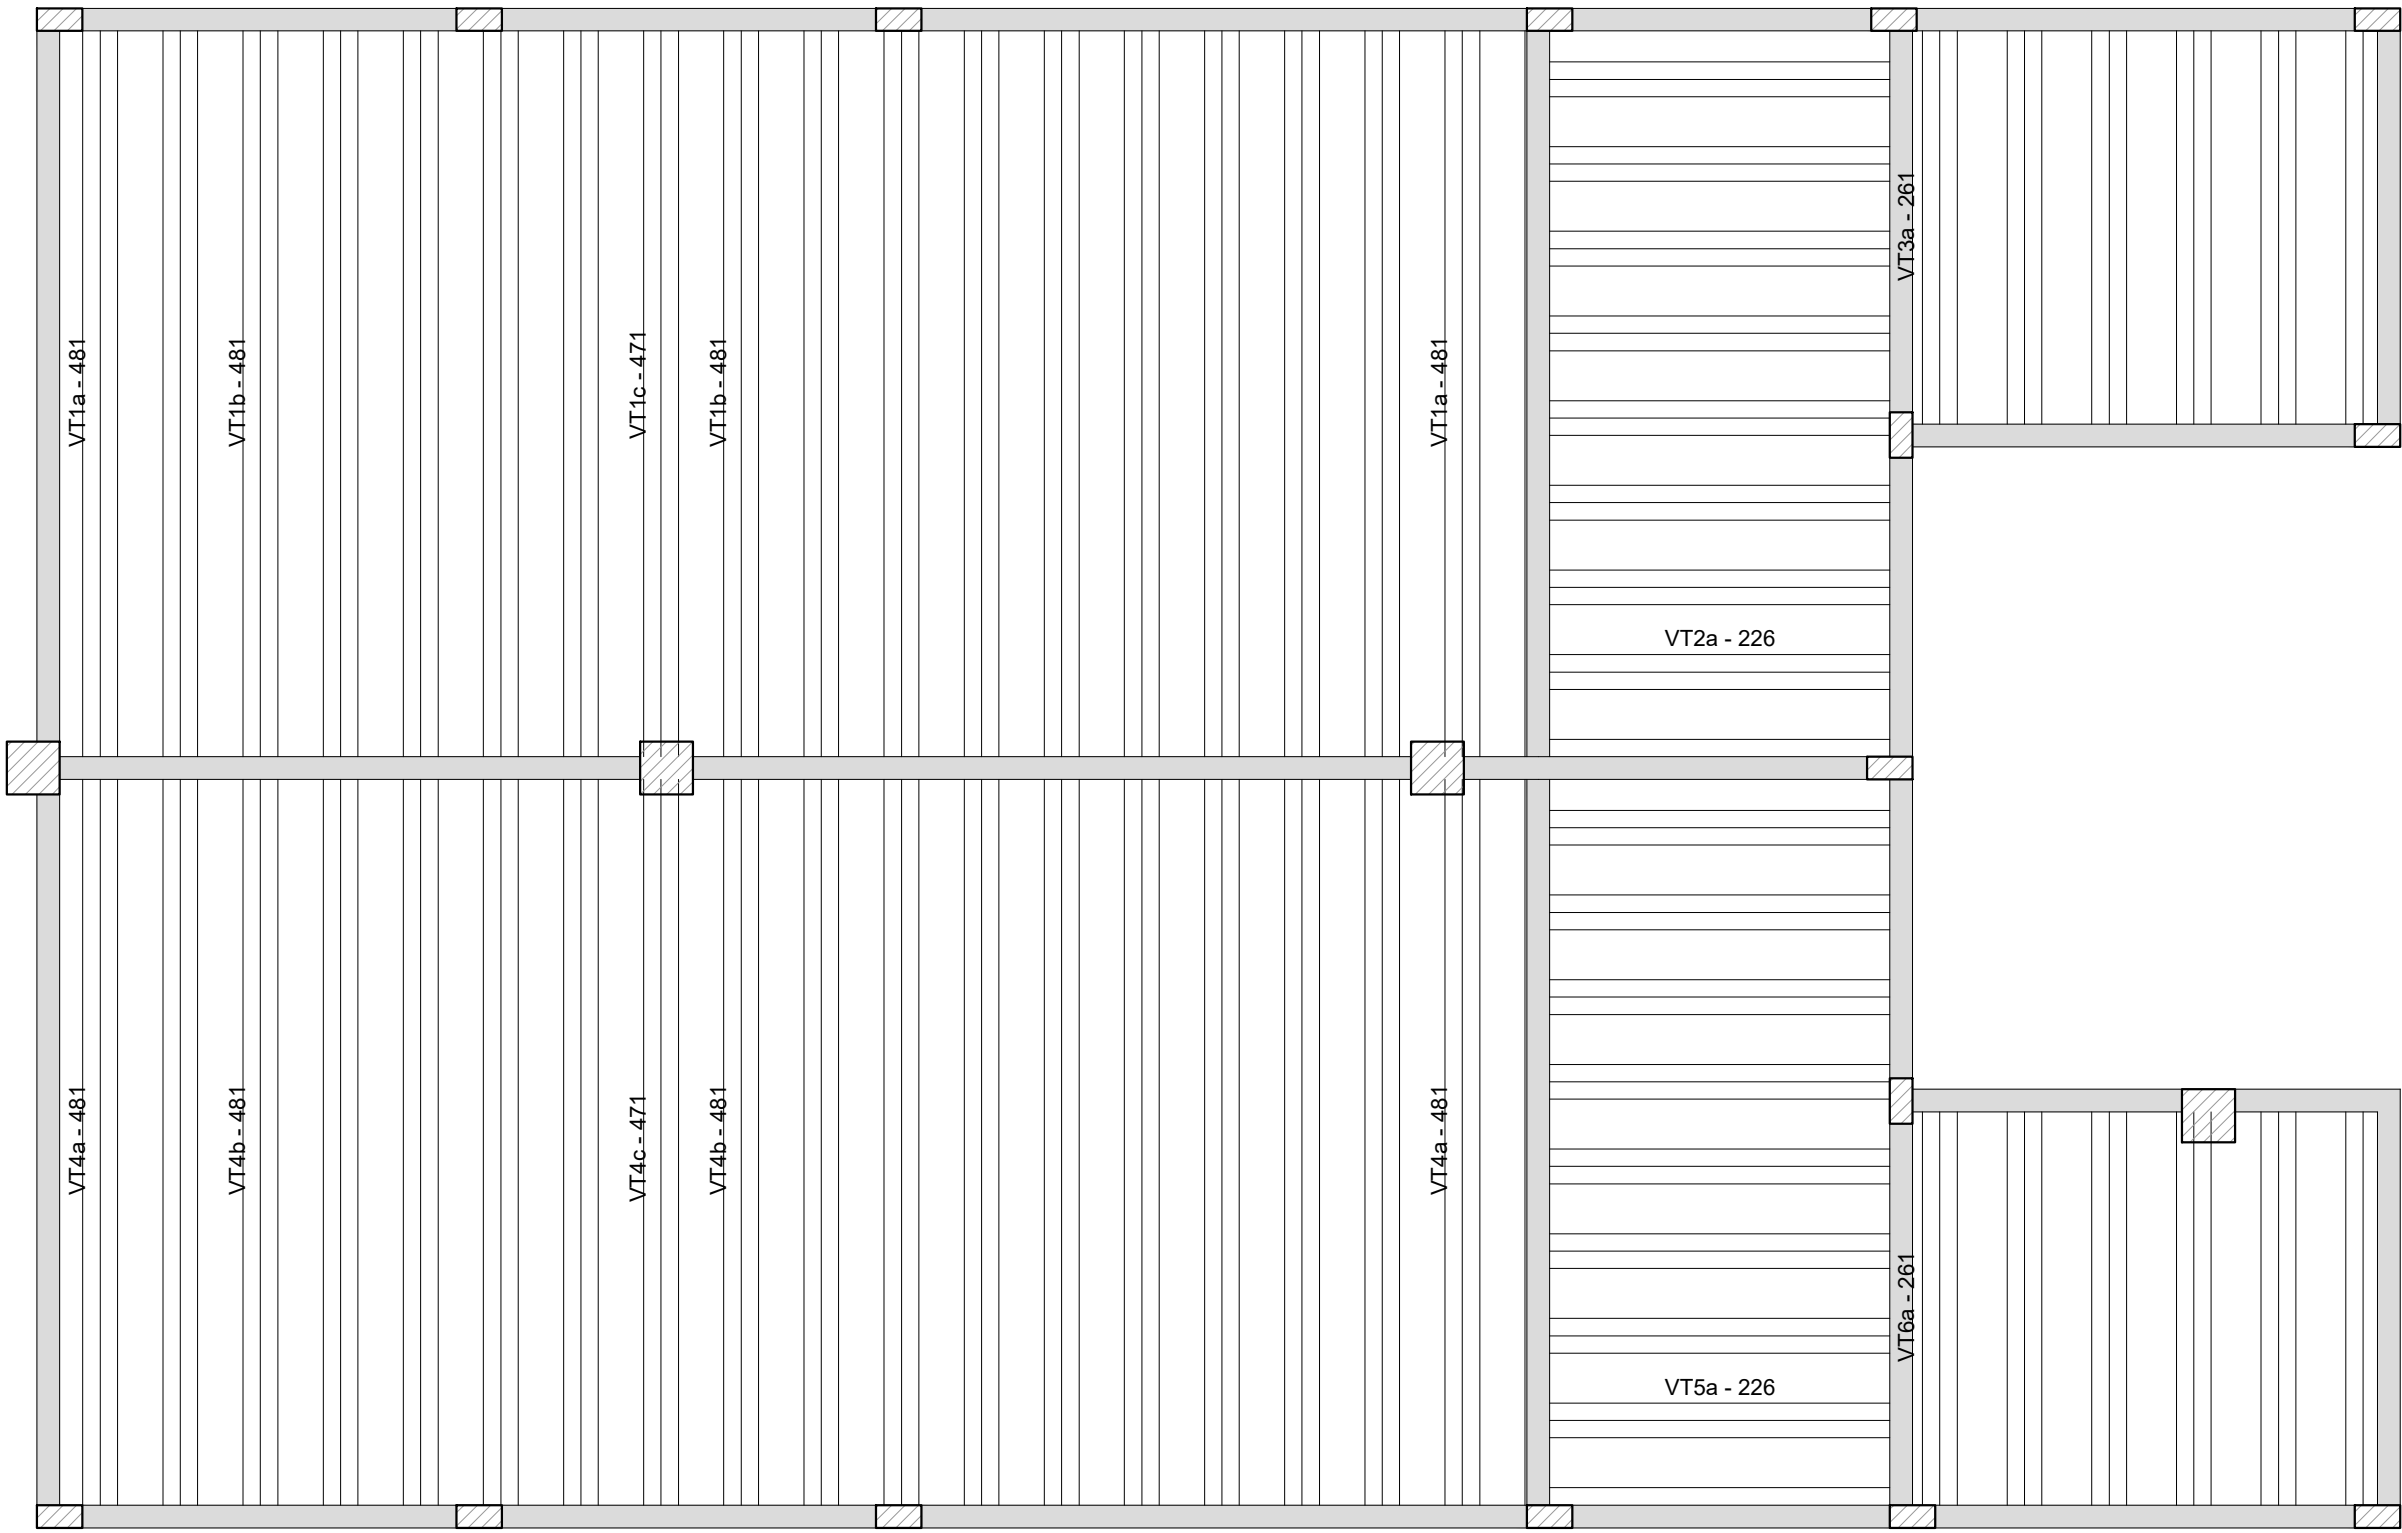 VT3a - 261
VT1a - 481
VT1b - 481
VT1c - 471
VT1b - 481
VT1a - 481
VT2a - 226
VT4a - 481
VT4b - 481
VT4c - 471
VT4b - 481
VT4a - 481
VT6a - 261
VT5a - 226